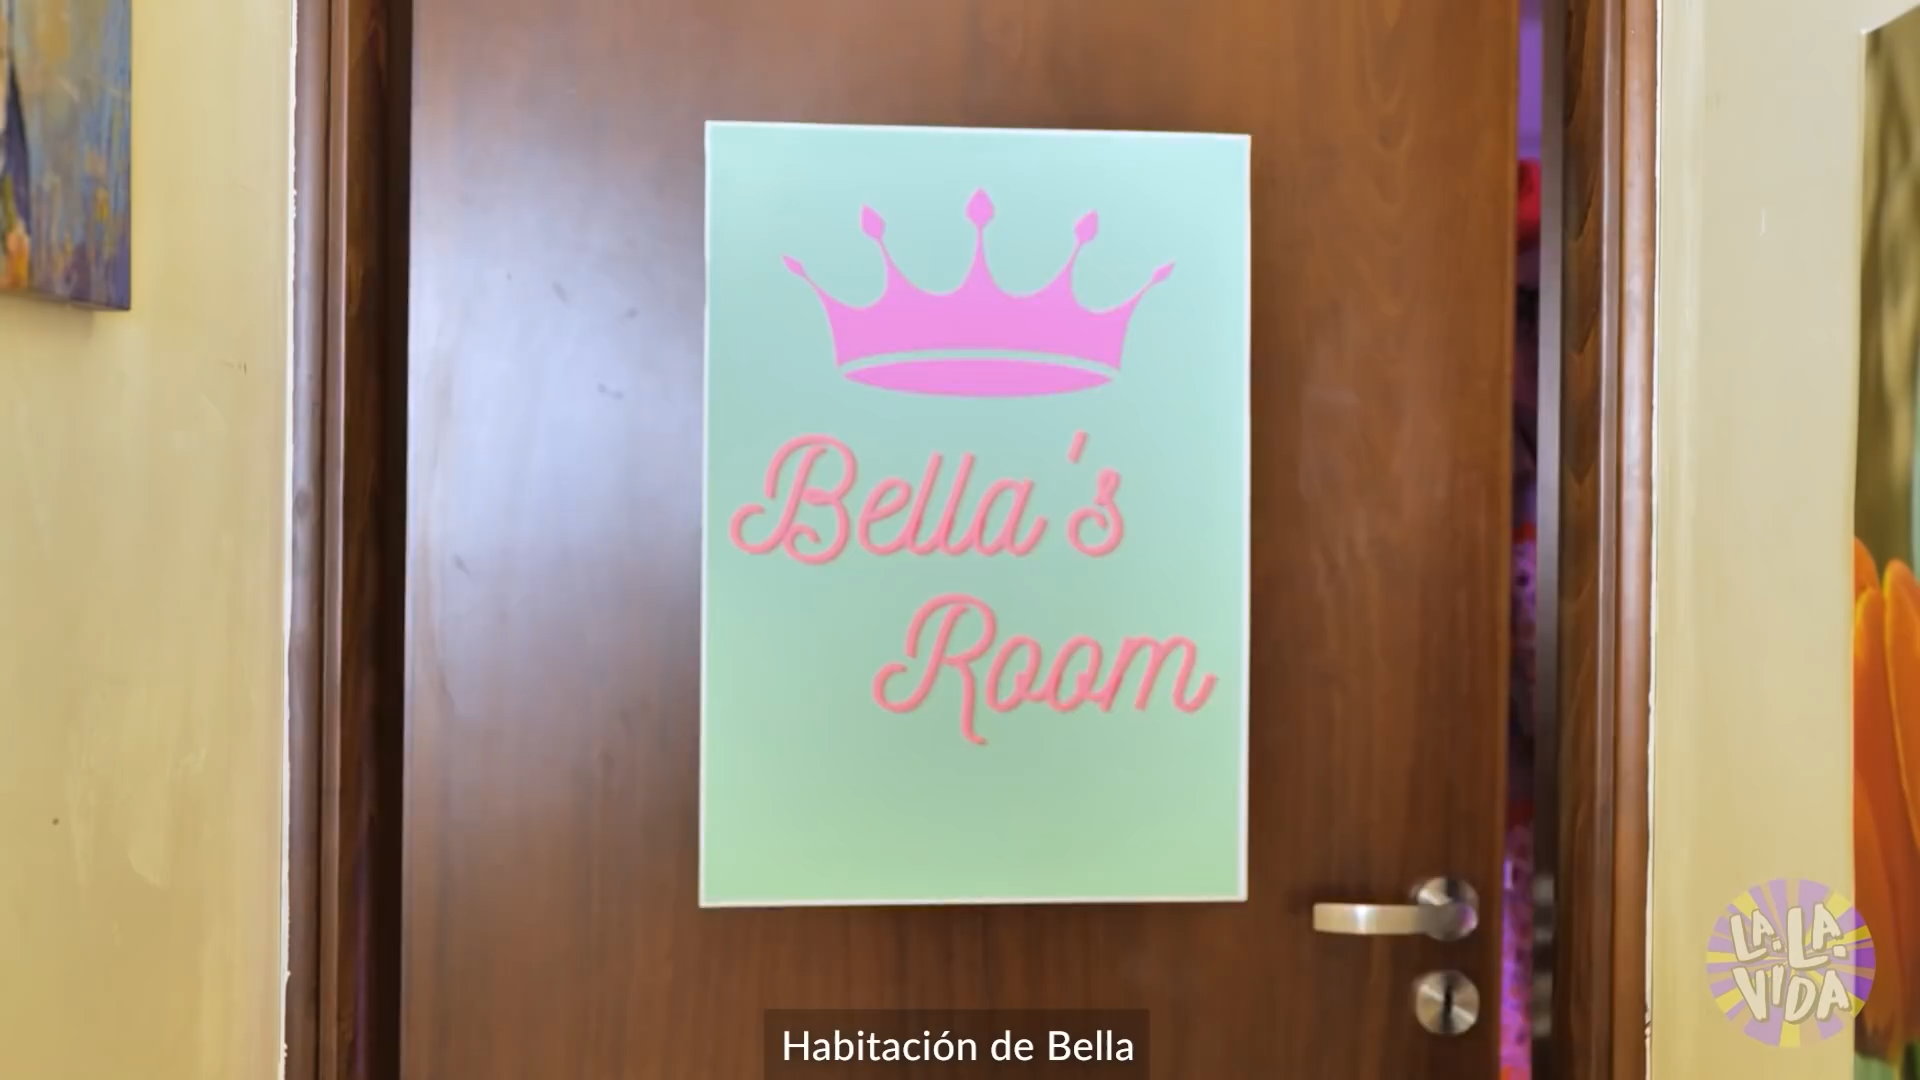 Bella's
Room
LA LA
VIDA
Habitación de Bella